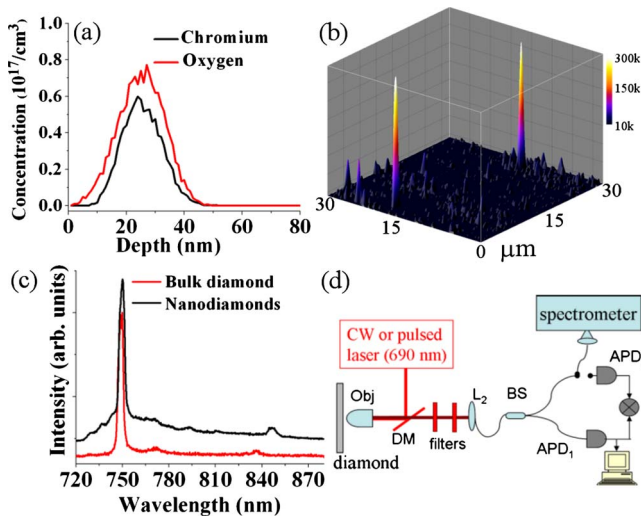 (a)
Chromium
Oxygen
Concentration (10¹⁷/cm³)
1.0
0.8
0.6
0.4
0.2
0.0
0 20 40 60 80
Depth (nm)
(b)
300k
150k
10k
30
15
0
15
30
μm
(c)
Bulk diamond
Nanodiamonds
Intensity (arb. units)
720 750 780 810 840 870
Wavelength (nm)
(d)
spectrometer
CW or pulsed
laser (690 nm)
APD
Obj
L₂
BS
DM
filters
APD₁
diamond